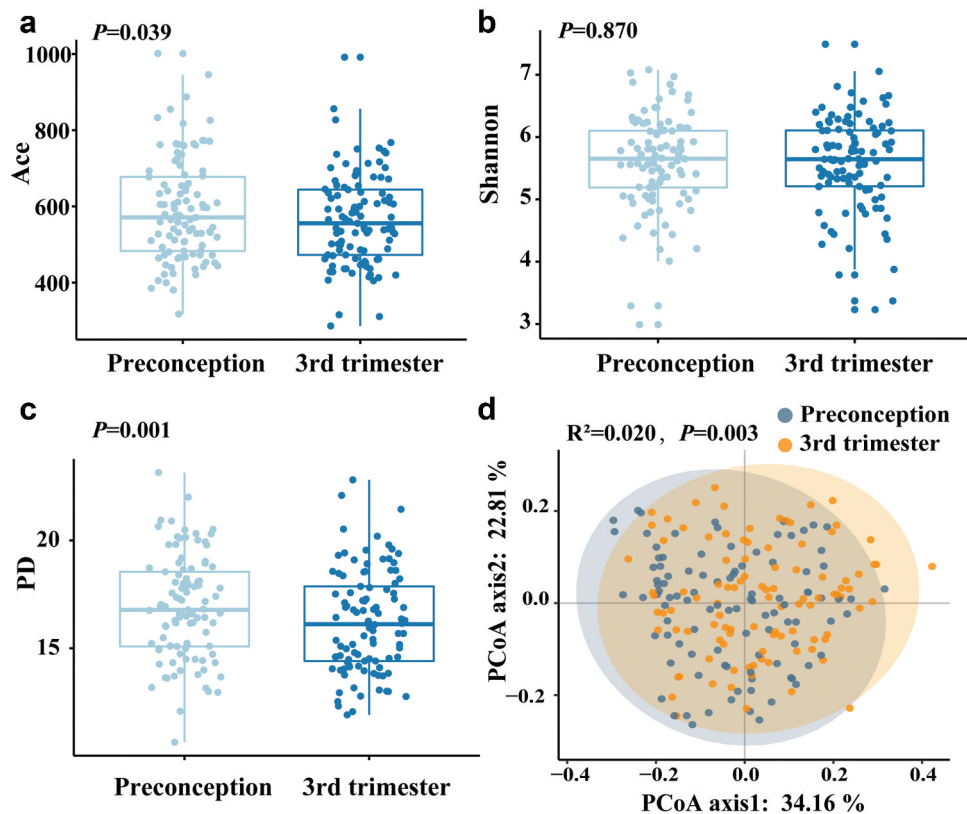 a
P=0.039
1000
800
600
400
Ace
Preconception 3rd trimester
b
P=0.870
7
6
5
4
3
Shannon
Preconception 3rd trimester
c
P=0.001
20
15
PD
Preconception 3rd trimester
d
Preconception
3rd trimester
R²=0.020, P=0.003
0.2
0.0
−0.2
PCoA axis2: 22.81 %
−0.4 −0.2 0.0 0.2 0.4
PCoA axis1: 34.16 %